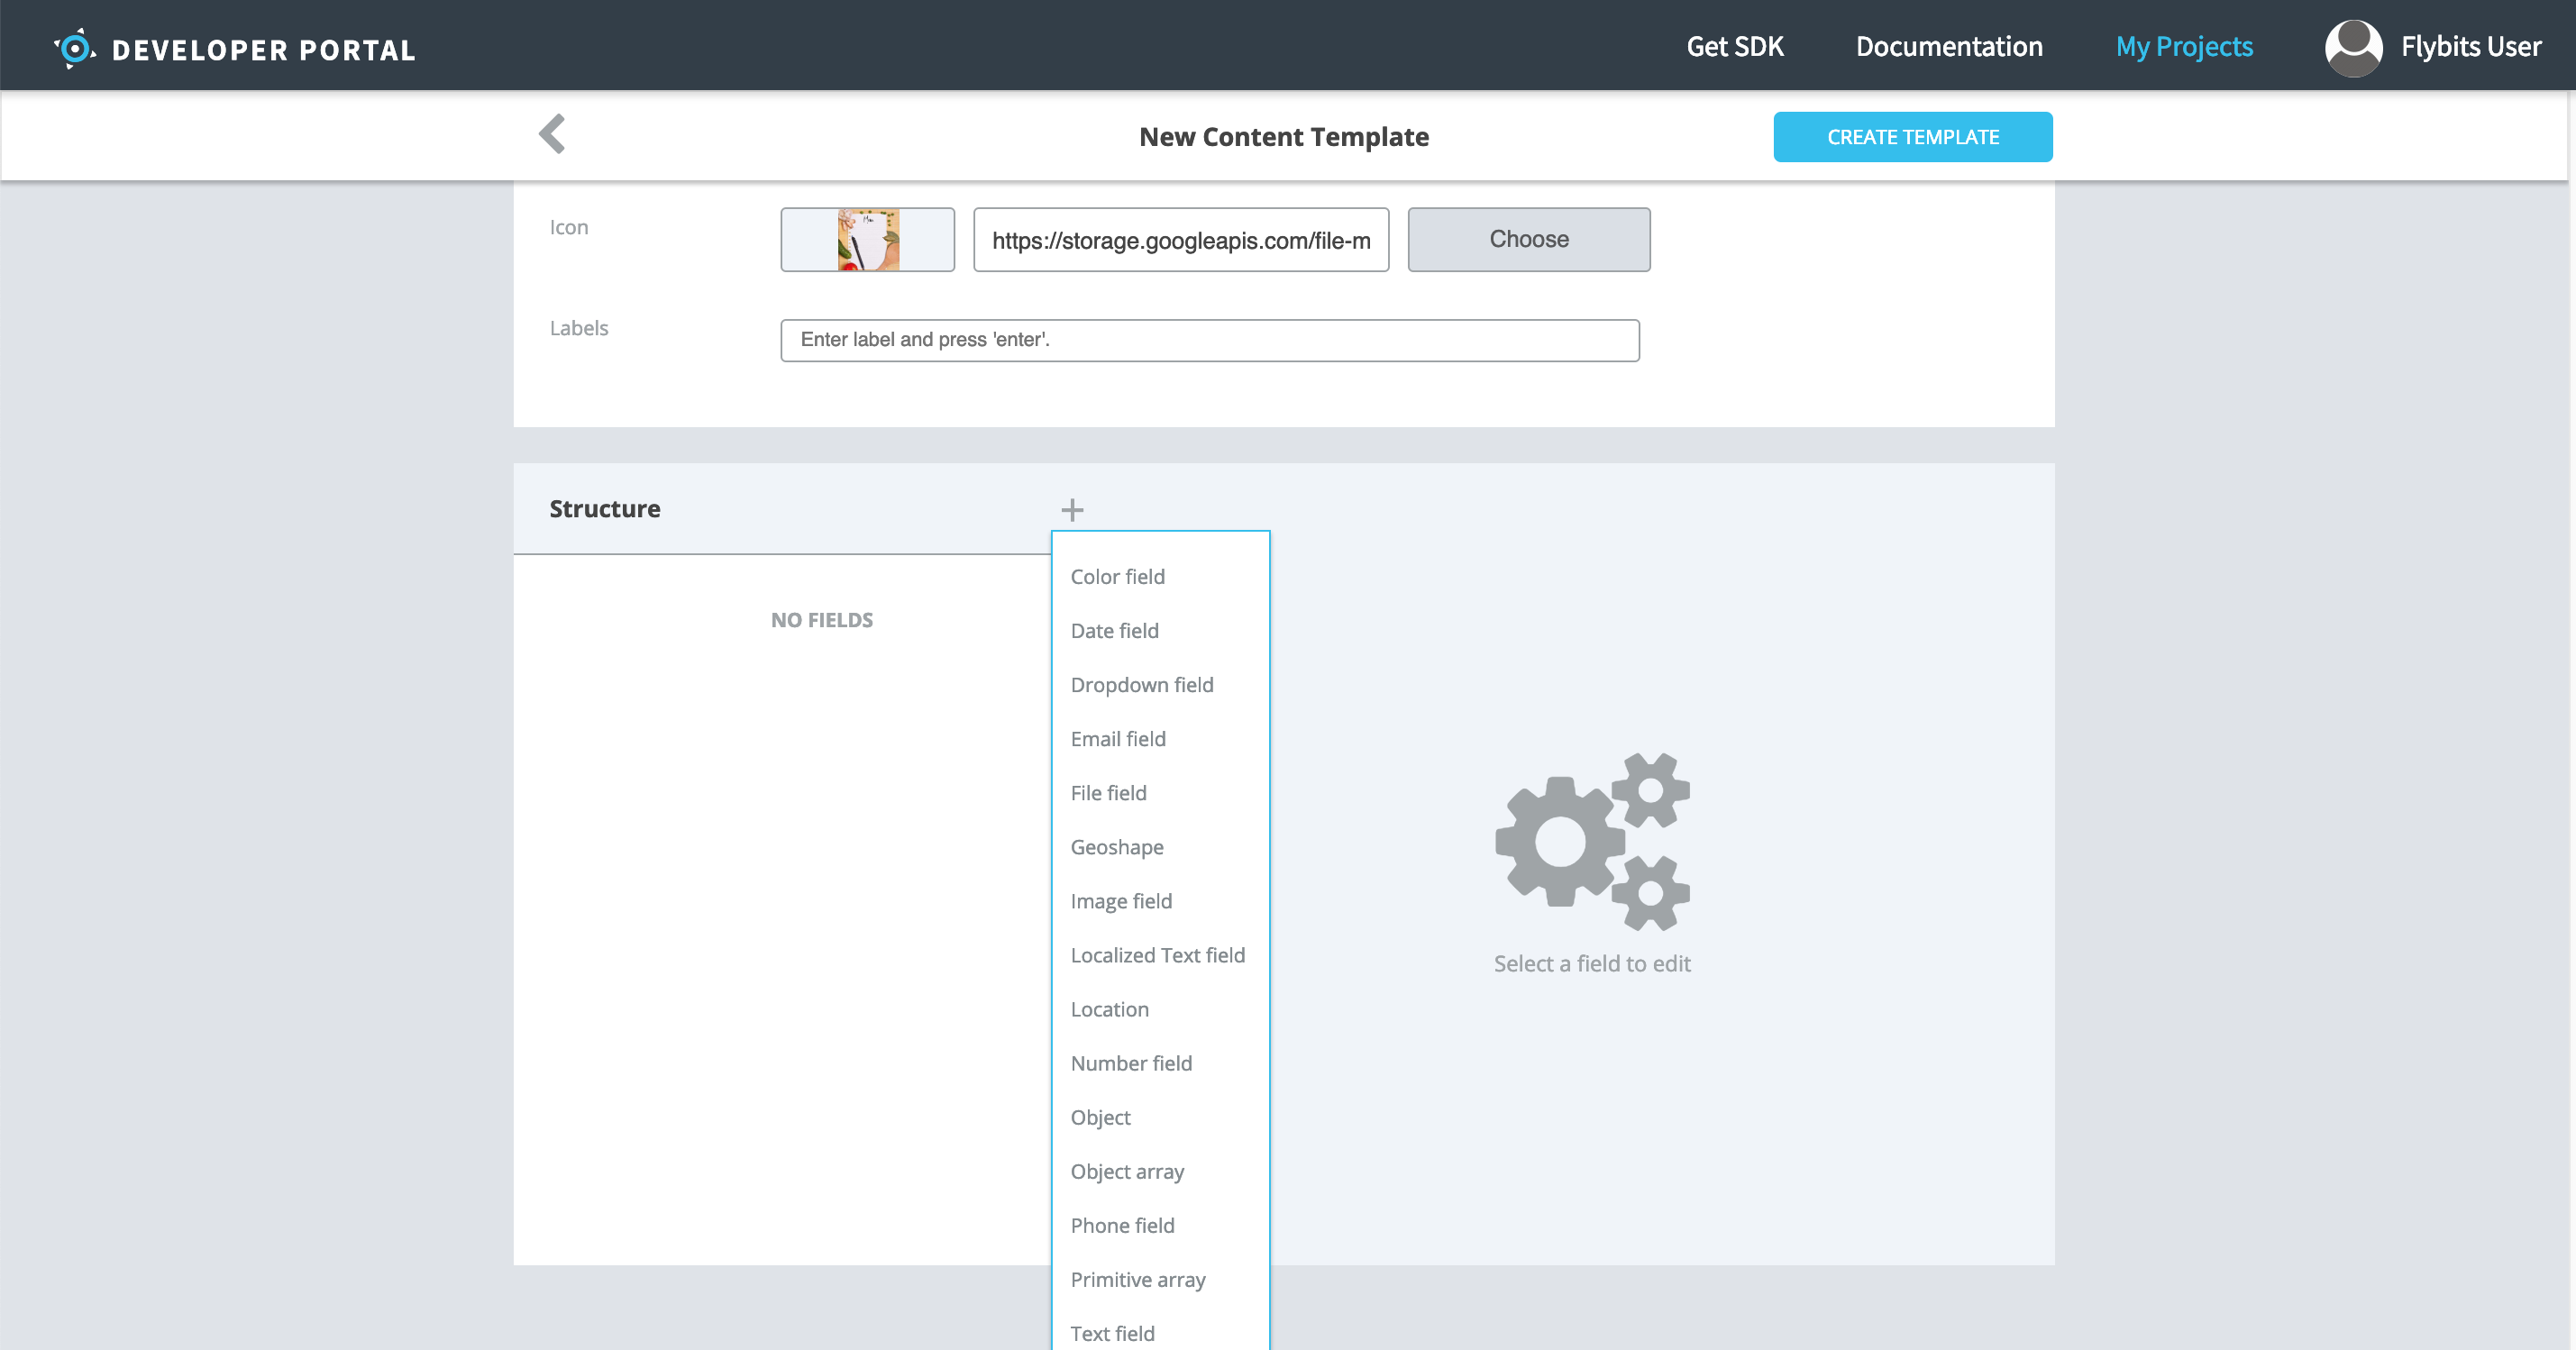 DEVELOPER PORTAL
Get SDK
Documentation
My Projects
Flybits User
New Content Template
CREATE TEMPLATE
Icon
https://storage.googleapis.com/file-m
Choose
Labels
Enter label and press 'enter'.
Structure
NO FIELDS
Color field
Date field
Dropdown field
Email field
File field
Geoshape
Image field
Localized Text field
Location
Number field
Object
Object array
Phone field
Primitive array
Text field
Select a field to edit